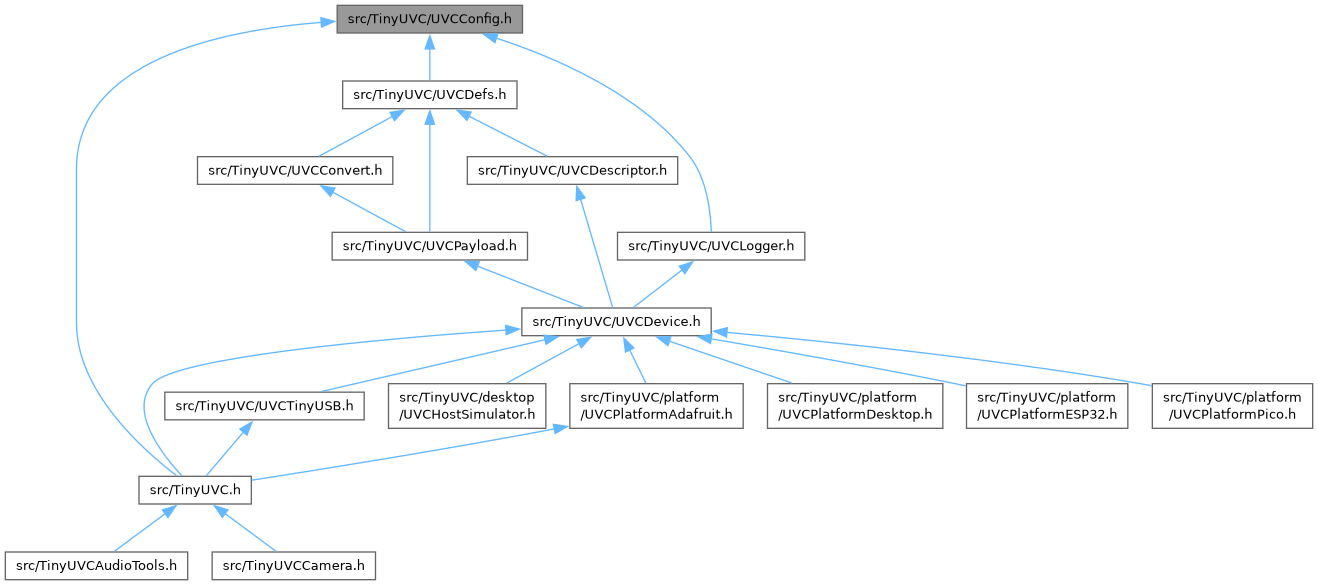 src/TinyUVC/UVCConfig.h
src/TinyUVC/UVCDefs.h
src/TinyUVC/UVCConvert.h
src/TinyUVC/UVCDescriptor.h
src/TinyUVC/UVCPayload.h
src/TinyUVC/UVCLogger.h
src/TinyUVC/UVCDevice.h
src/TinyUVC/UVCTinyUSB.h
src/TinyUVC/desktop
/UVCHostSimulator.h
src/TinyUVC/platform
/UVCPlatformAdafruit.h
src/TinyUVC/platform
/UVCPlatformDesktop.h
src/TinyUVC/platform
/UVCPlatformESP32.h
src/TinyUVC/platform
/UVCPlatformPico.h
src/TinyUVC.h
src/TinyUVCAudioTools.h
src/TinyUVCCamera.h